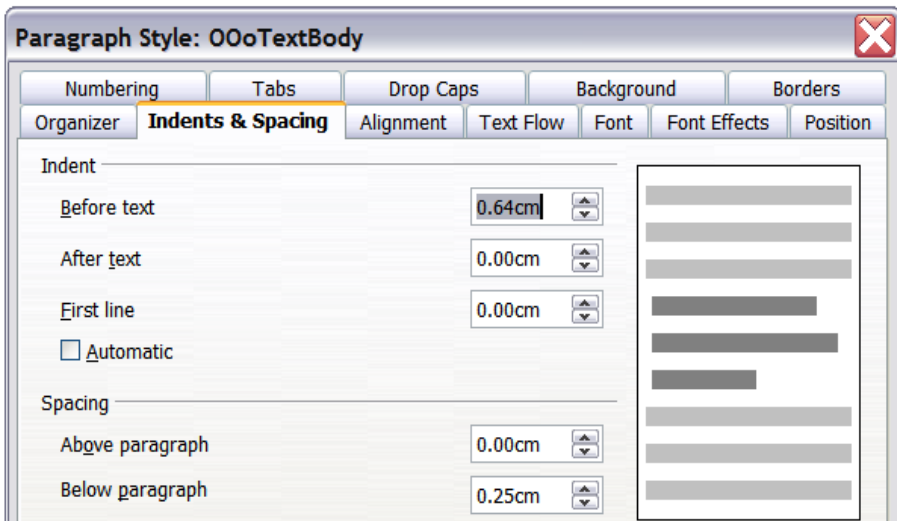 Paragraph Style: OOoTextBody
Numbering Tabs Drop Caps Background Borders
Organizer Indents & Spacing Alignment Text Flow Font Font Effects Position
Indent
Before text 0.64cm
After text 0.00cm
First line 0.00cm
Automatic
Spacing
Above paragraph 0.00cm
Below paragraph 0.25cm